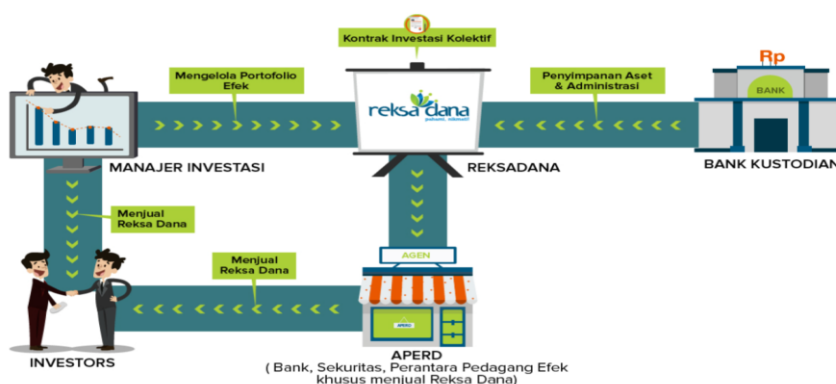 Kontrak Investasi Kolektif
Mengelola Portofolio
Efek
Penyimpanan Aset
& Administrasi
Rp
BANK
reksa dana
MANAJER INVESTASI
REKSADANA
BANK KUSTODIAN
Menjual
Reksa Dana
Menjual
Reksa Dana
AGEN
APERD
INVESTORS
APERD
( Bank, Sekuritas, Perantara Pedagang Efek
khusus menjual Reksa Dana)